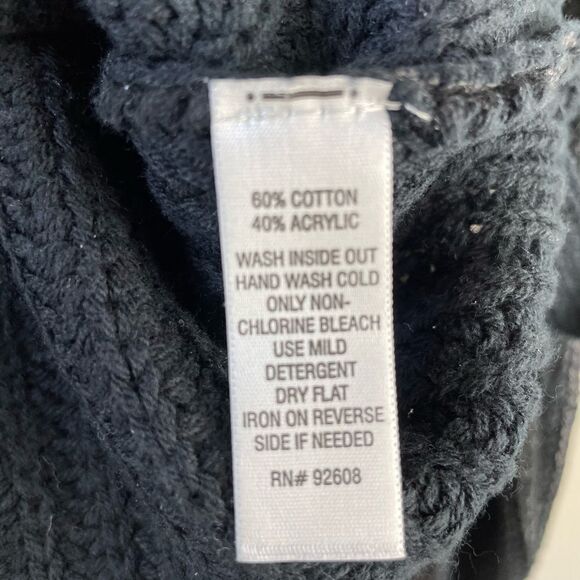 60% COTTON
40% ACRYLIC
WASH INSIDE OUT
HAND WASH COLD
ONLY NON-
CHLORINE BLEACH
USE MILD
DETERGENT
DRY FLAT
IRON ON REVERSE
SIDE IF NEEDED
RN# 92608